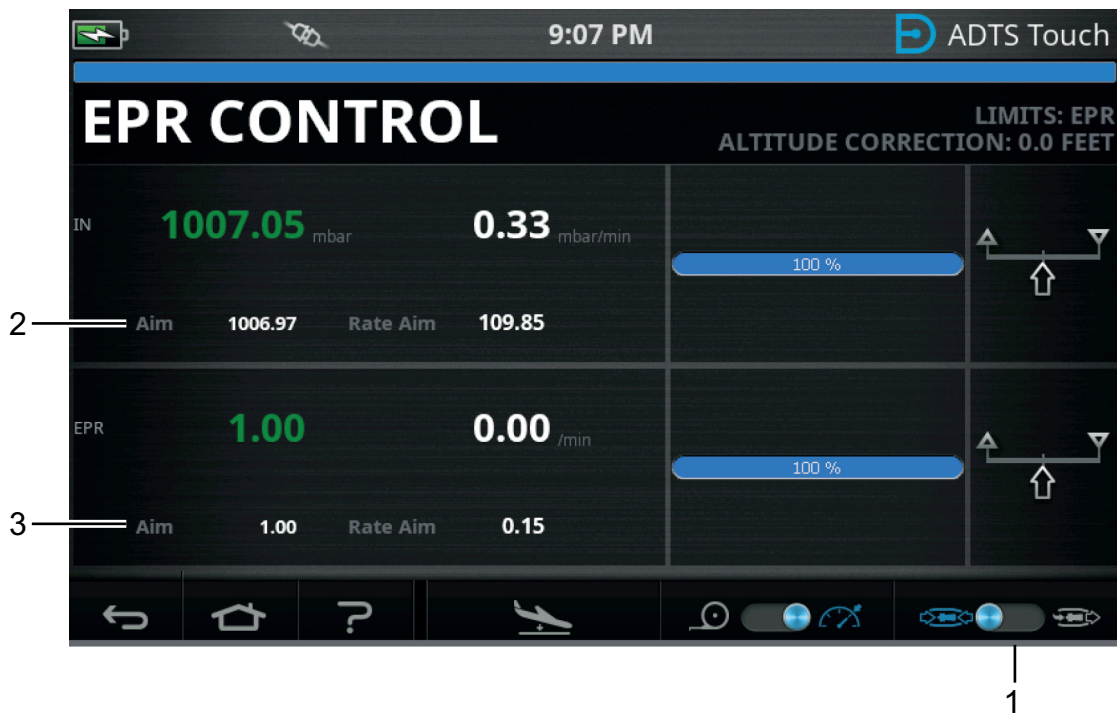 9:07 PM
ADTS Touch
EPR CONTROL
LIMITS: EPR
ALTITUDE CORRECTION: 0.0 FEET
IN 1007.05 mbar 0.33 mbar/min
100 %
2 Aim 1006.97 Rate Aim 109.85
EPR 1.00 0.00 /min
100 %
3 Aim 1.00 Rate Aim 0.15
?
1